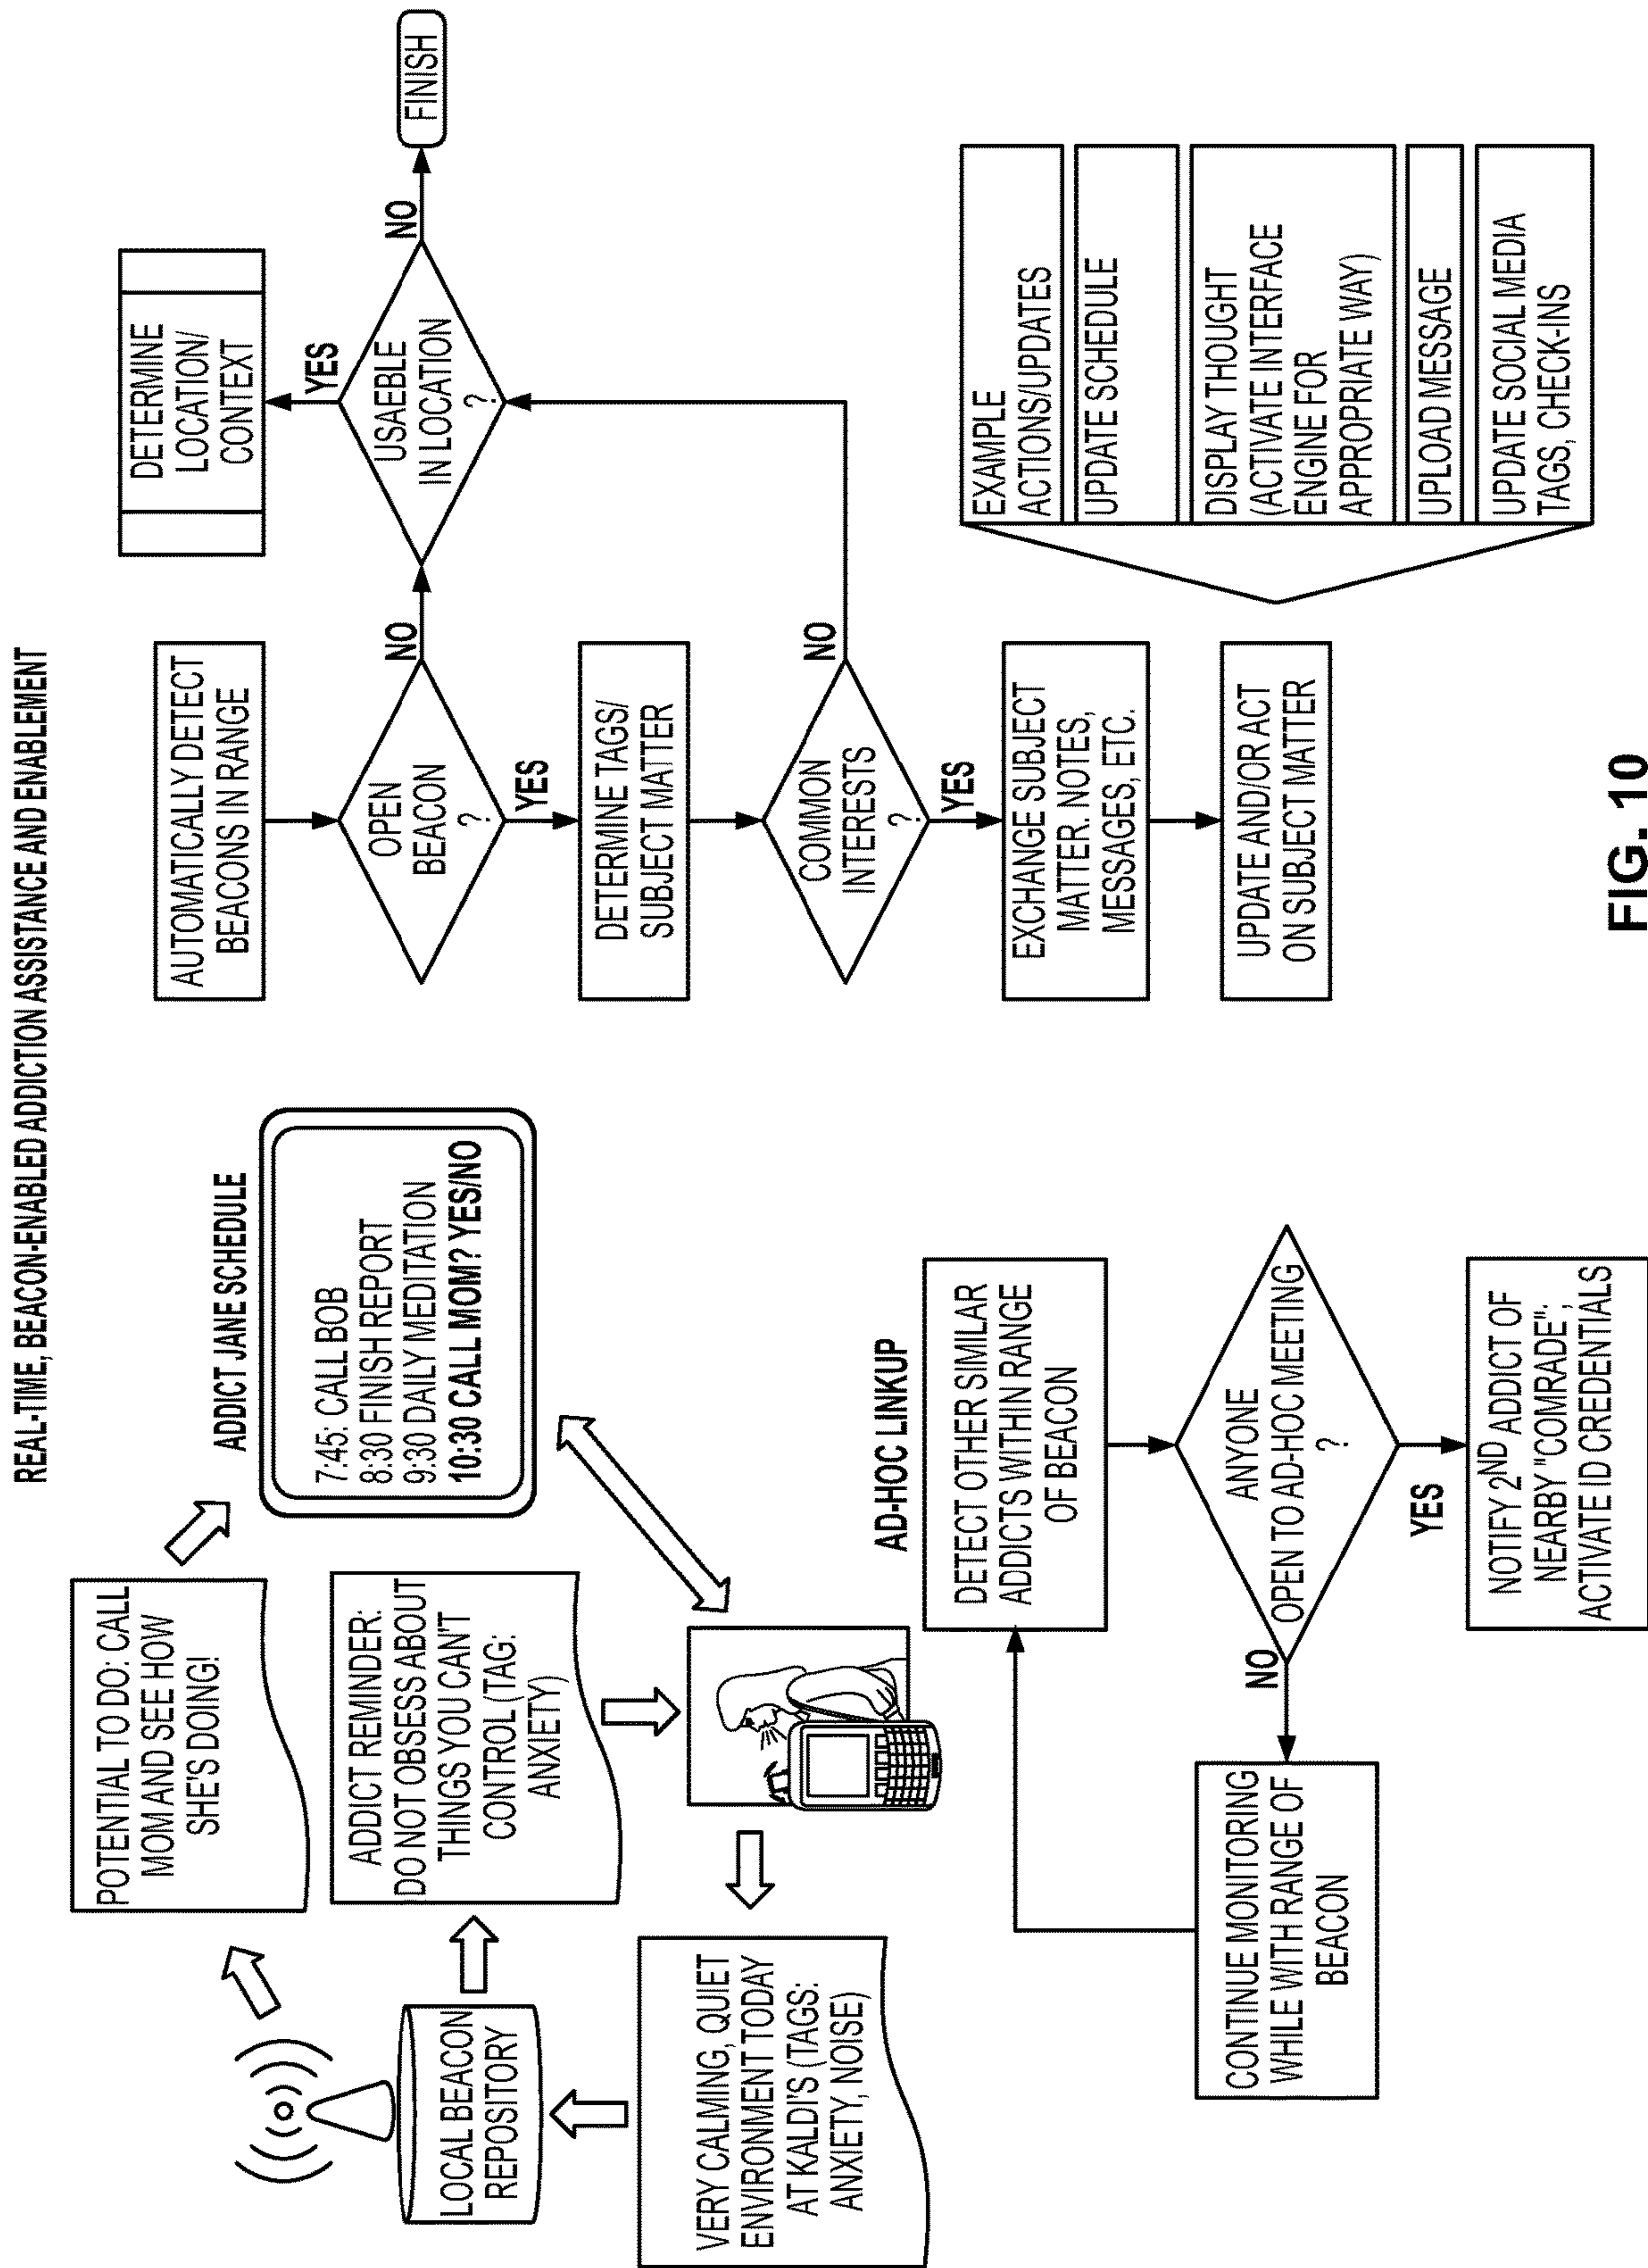 REAL-TIME, BEACON-ENABLED ADDICTION ASSISTANCE AND ENABLEMENT
POTENTIAL TO DO: CALL
MOM AND SEE HOW
SHE'S DOING!
ADDICT JANE SCHEDULE
7:45: CALL BOB
8:30 FINISH REPORT
9:30 DAILY MEDITATION
10:30 CALL MOM? YES/NO
LOCAL BEACON
REPOSITORY
ADDICT REMINDER:
DO NOT OBSESS ABOUT
THINGS YOU CAN'T
CONTROL (TAG:
ANXIETY)
VERY CALMING, QUIET
ENVIRONMENT TODAY
AT KALDI'S (TAGS:
ANXIETY, NOISE)
AD-HOC LINKUP
DETECT OTHER SIMILAR
ADDICTS WITHIN RANGE
OF BEACON
ANYONE
OPEN TO AD-HOC MEETING
?
NO
CONTINUE MONITORING
WHILE WITH RANGE OF
BEACON
YES
NOTIFY 2ND ADDICT OF
NEARBY "COMRADE",
ACTIVATE ID CREDENTIALS
AUTOMATICALLY DETECT
BEACONS IN RANGE
OPEN
BEACON
?
NO
YES
DETERMINE
LOCATION/
CONTEXT
YES
USAEBLE
IN LOCATION
?
NO
FINISH
DETERMINE TAGS/
SUBJECT MATTER
COMMON
INTERESTS
?
NO
YES
EXCHANGE SUBJECT
MATTER. NOTES,
MESSAGES, ETC.
UPDATE AND/OR ACT
ON SUBJECT MATTER
EXAMPLE
ACTIONS/UPDATES
UPDATE SCHEDULE
DISPLAY THOUGHT
(ACTIVATE INTERFACE
ENGINE FOR
APPROPRIATE WAY)
UPLOAD MESSAGE
UPDATE SOCIAL MEDIA
TAGS, CHECK-INS
FIG. 10